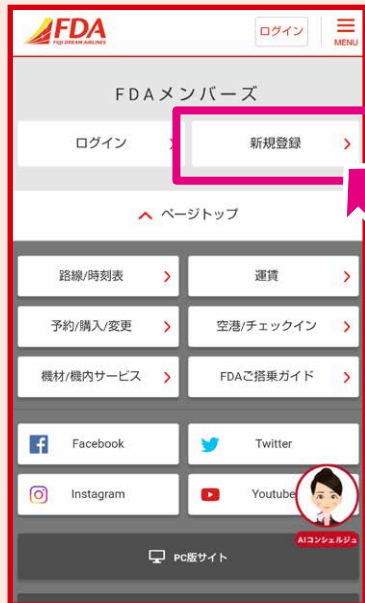 FDA
FUJI DREAM AIRLINES
ログイン
MENU
FDAメンバーズ
ログイン
新規登録
ページトップ
路線/時刻表
運賃
予約/購入/変更
空港/チェックイン
機材/機内サービス
FDAご搭乗ガイド
Facebook
Twitter
Instagram
Youtube
AIコンシェルジュ
PC版サイト